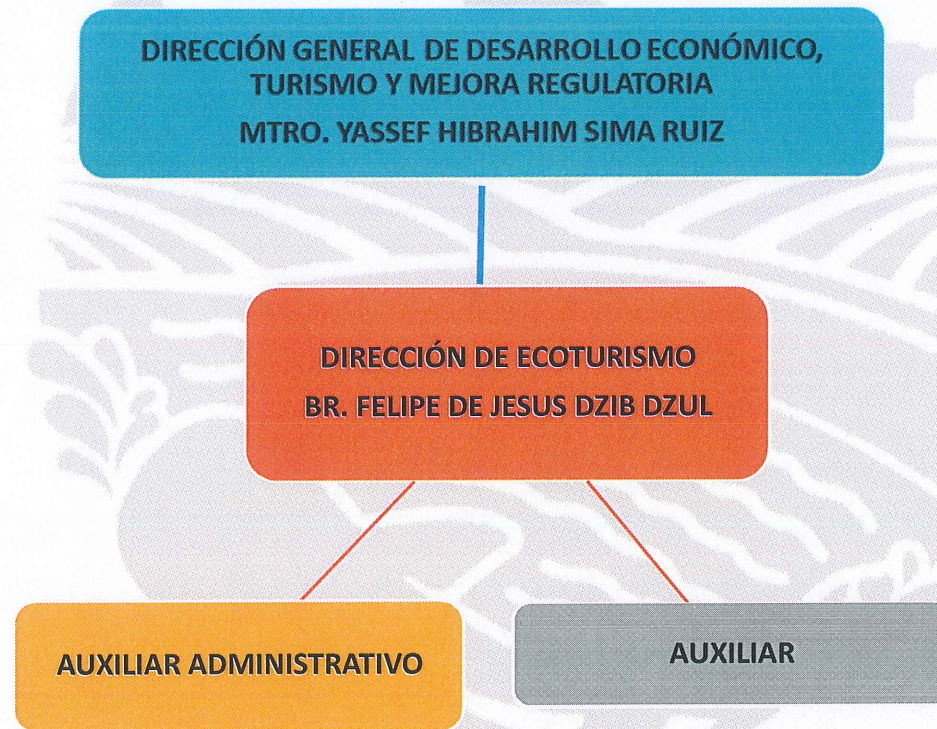 DIRECCIÓN GENERAL DE DESARROLLO ECONÓMICO,
TURISMO Y MEJORA REGULATORIA
MTRO. YASSEF HIBRAHIM SIMA RUIZ
DIRECCIÓN DE ECOTURISMO
BR. FELIPE DE JESUS DZIB DZUL
AUXILIAR ADMINISTRATIVO
AUXILIAR